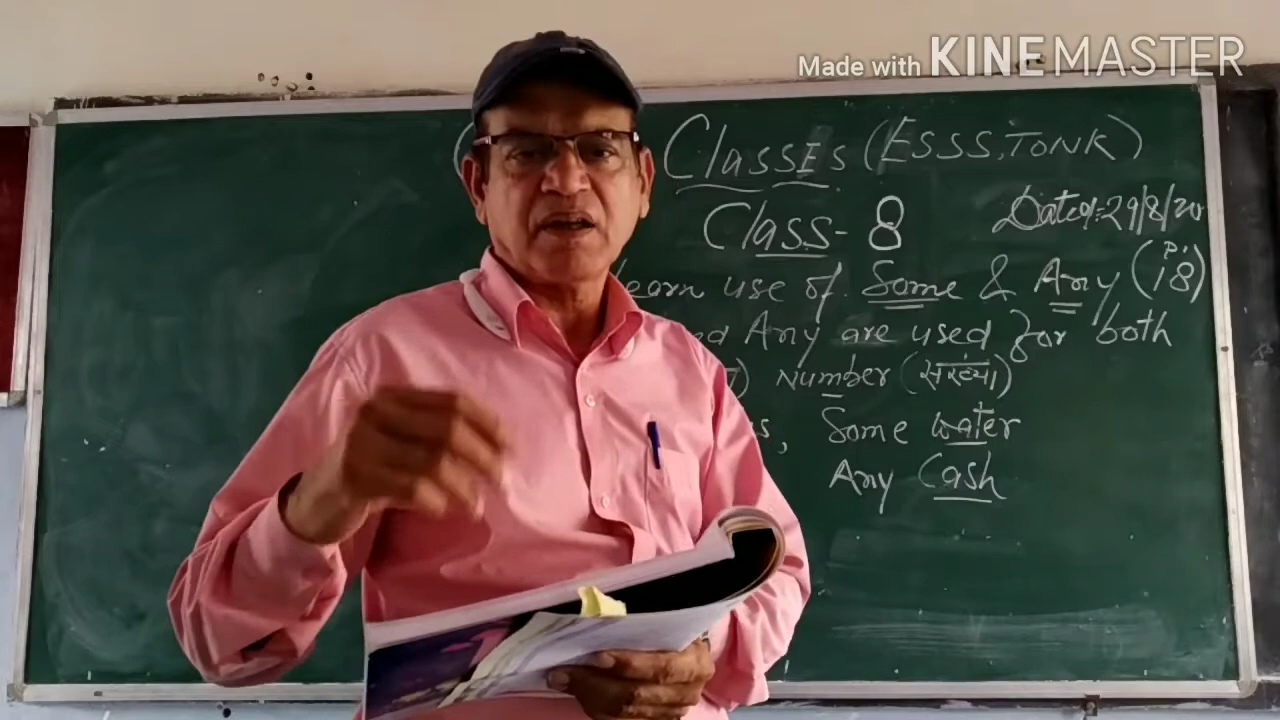 Made with KINEMASTER
Classes (ESSS, TONK)
Class - 8
Date:- 29/8/20
learn use of Some & Any (P. 18)
Any are used for both
Number (संख्या)
Some water
Any Cash